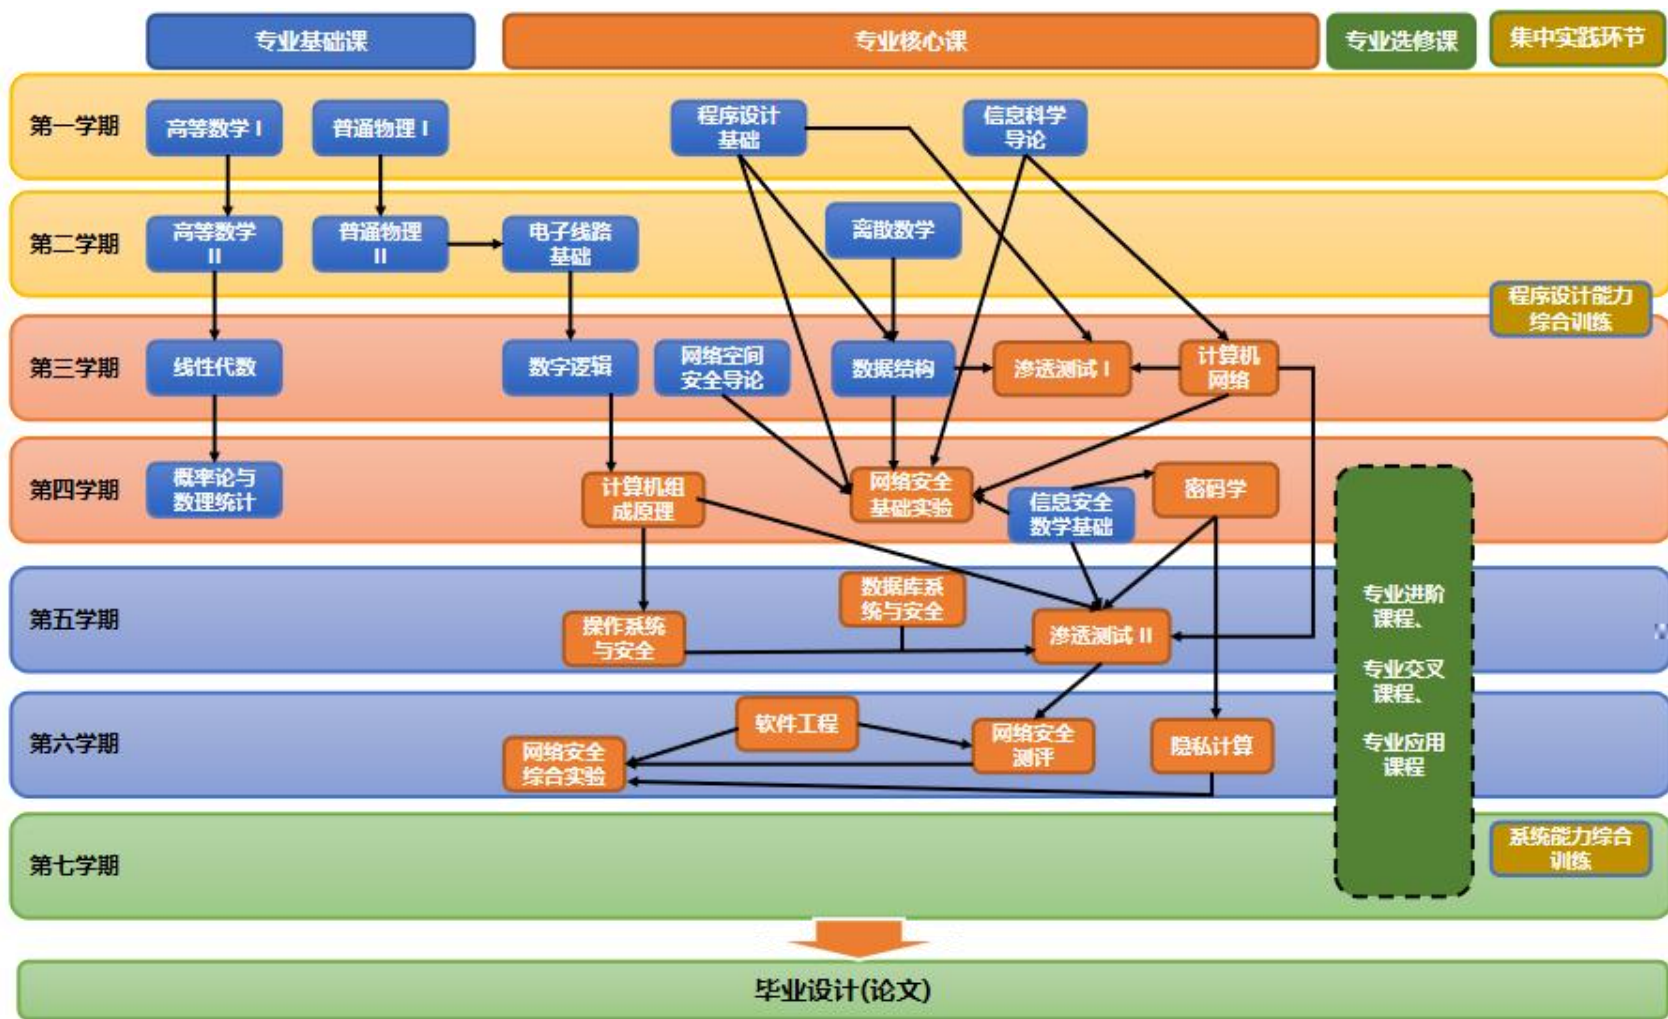 专业基础课
专业核心课
专业选修课
集中实践环节
第一学期
高等数学 I
普通物理 I
程序设计
基础
信息科学
导论
第二学期
高等数学
II
普通物理
II
电子线路
基础
离散数学
程序设计能力
综合训练
第三学期
线性代数
数字逻辑
网络空间
安全导论
数据结构
渗透测试 I
计算机
网络
第四学期
概率论与
数理统计
计算机组
成原理
网络安全
基础实验
信息安全
数学基础
密码学
第五学期
操作系统
与安全
数据库系
统与安全
渗透测试 II
专业进阶
课程、
专业交叉
课程、
专业应用
课程
第六学期
网络安全
综合实验
软件工程
网络安全
测评
隐私计算
第七学期
系统能力综合
训练
毕业设计(论文)